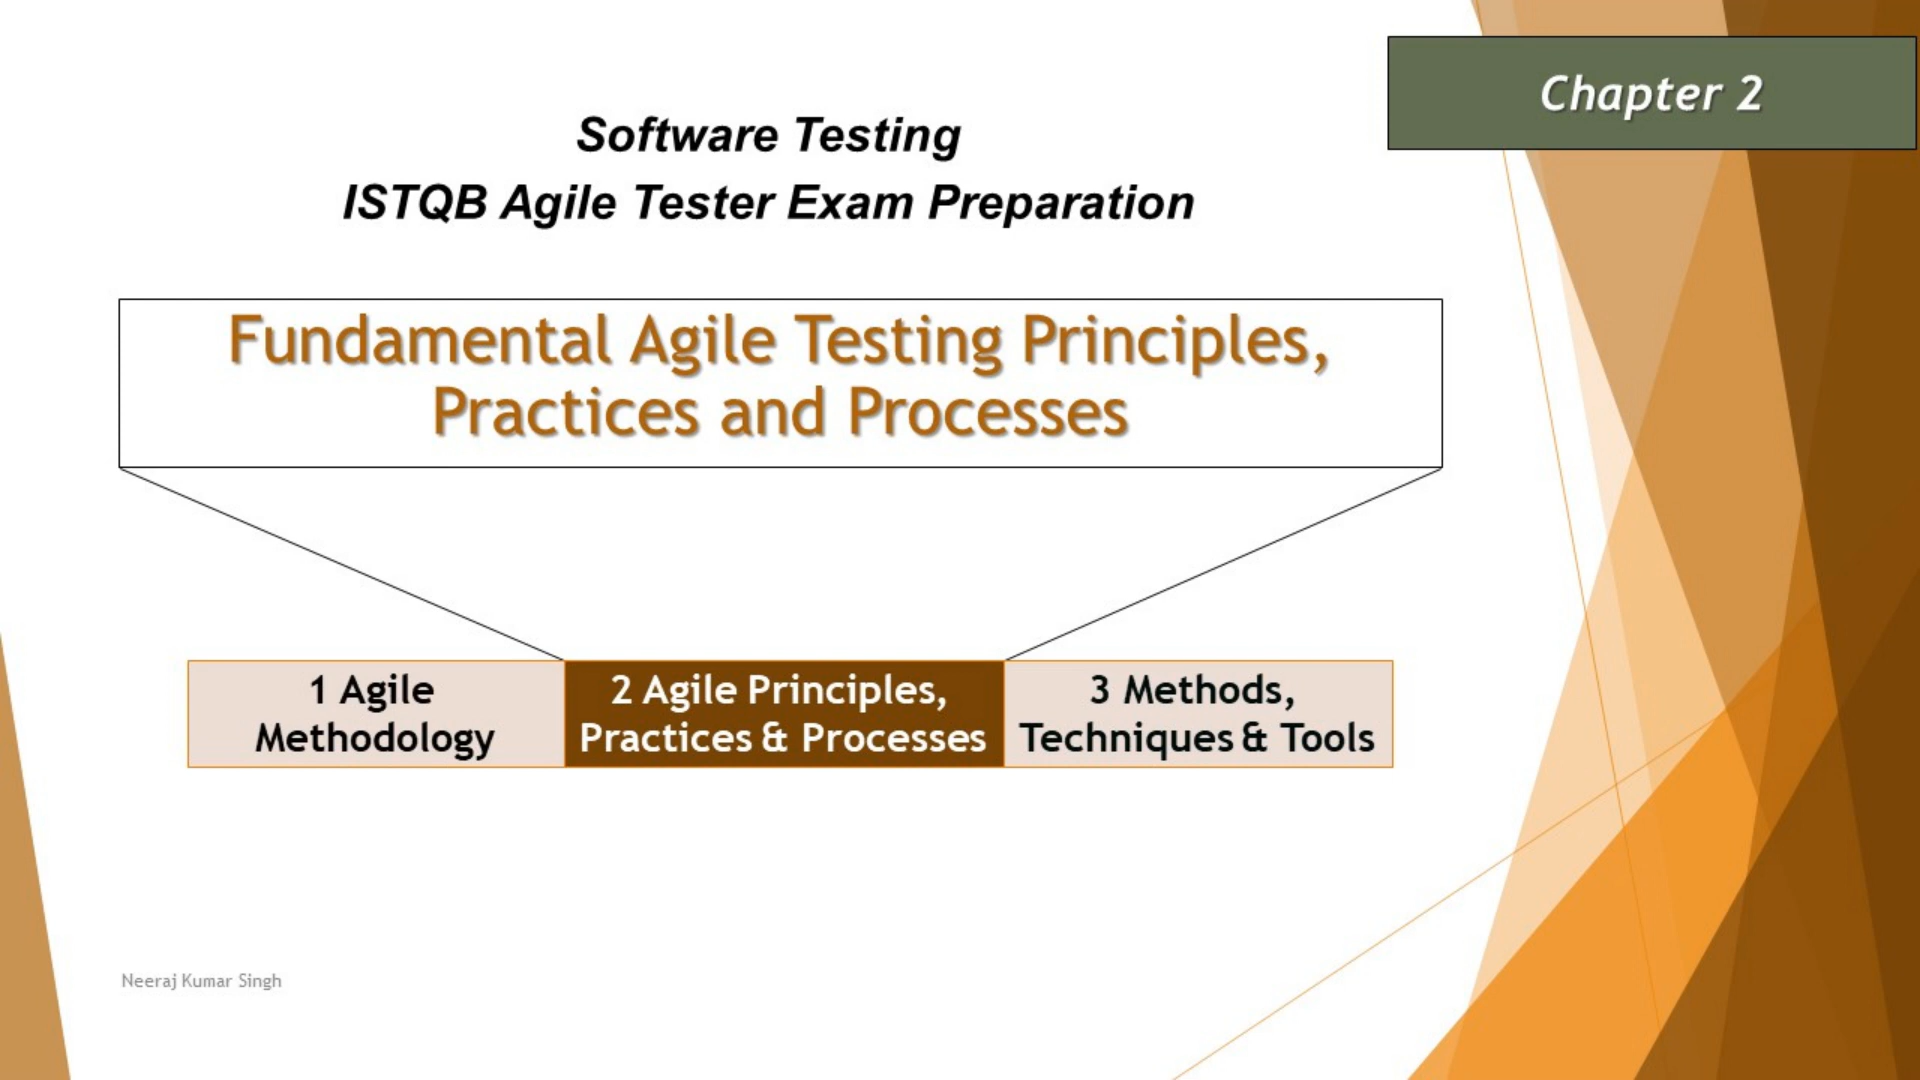 Chapter 2
Software Testing
ISTQB Agile Tester Exam Preparation
Fundamental Agile Testing Principles,
Practices and Processes
1 Agile
Methodology
2 Agile Principles,
Practices & Processes
3 Methods,
Techniques & Tools
Neeraj Kumar Singh